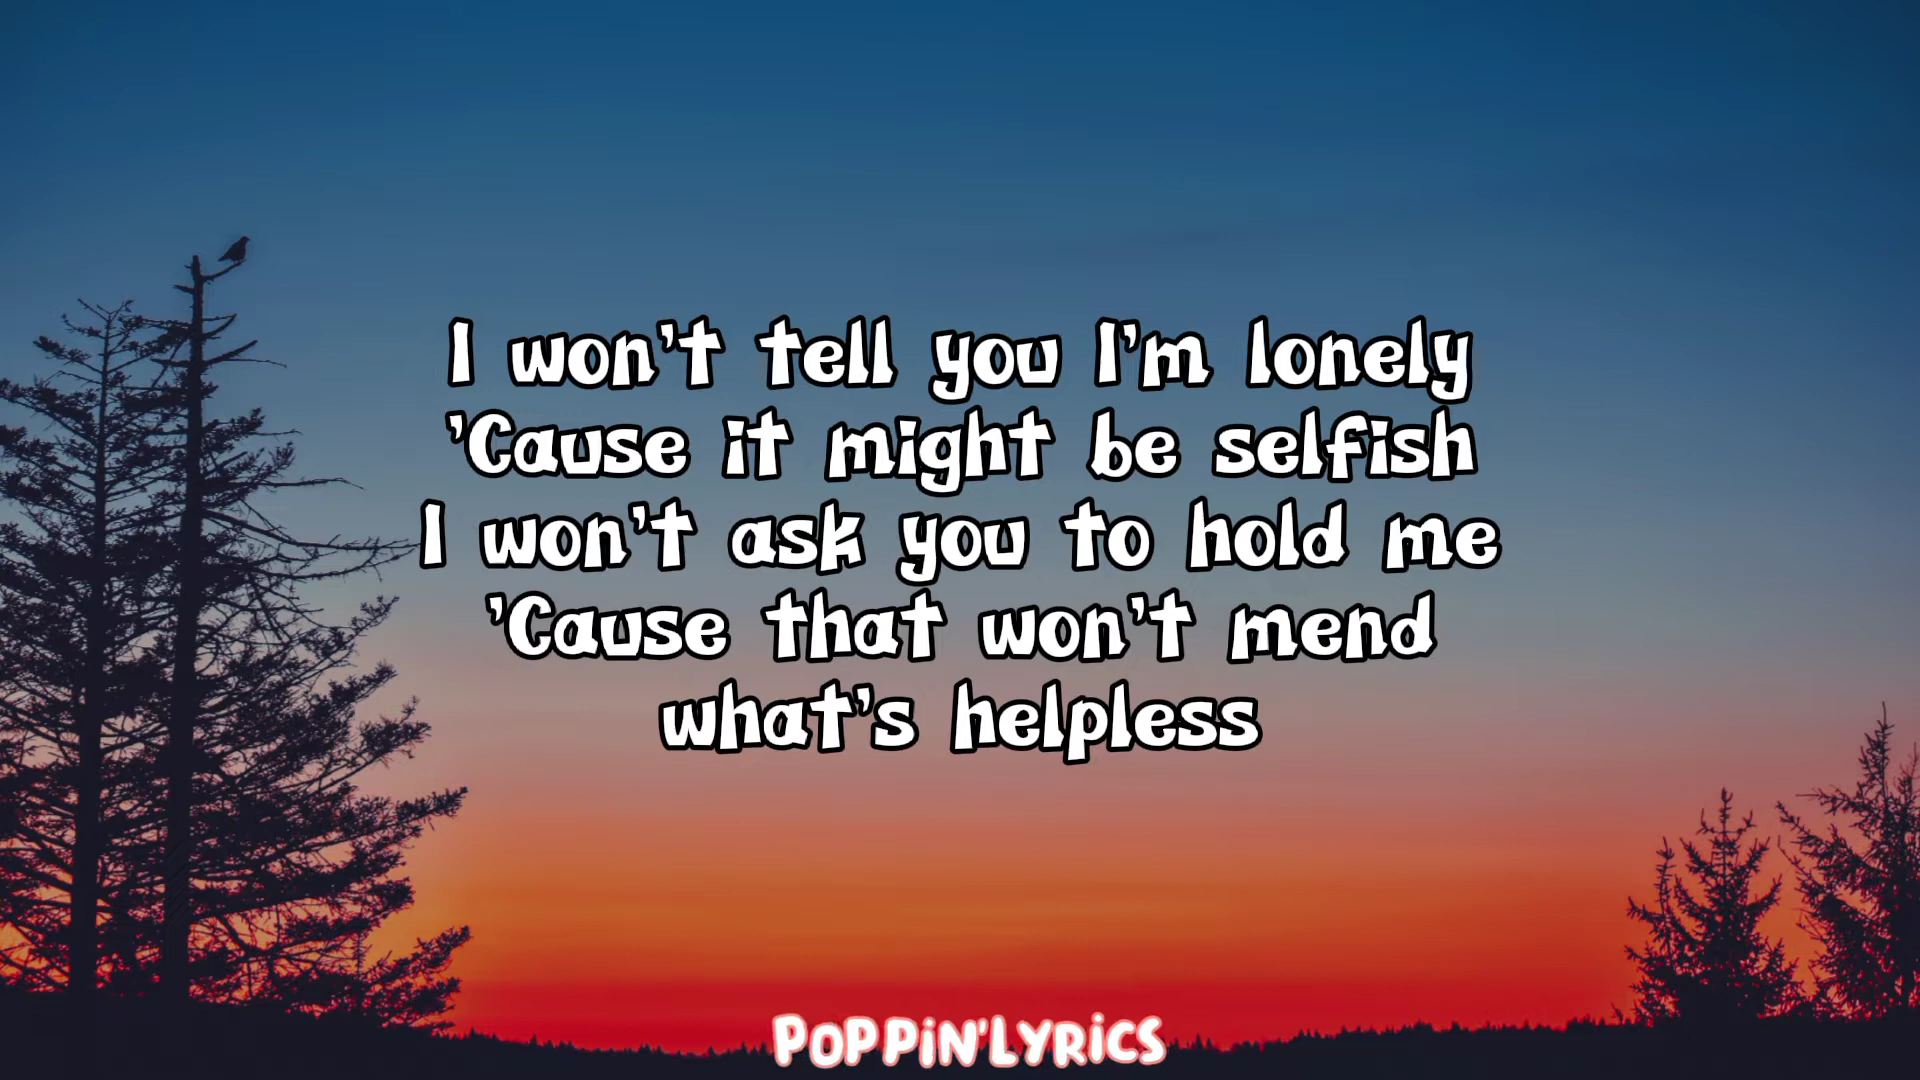 I won't tell you I'm lonely
'Cause it might be selfish
I won't ask you to hold me
'Cause that won't mend
what's helpless
POPPiN'LYRiCS